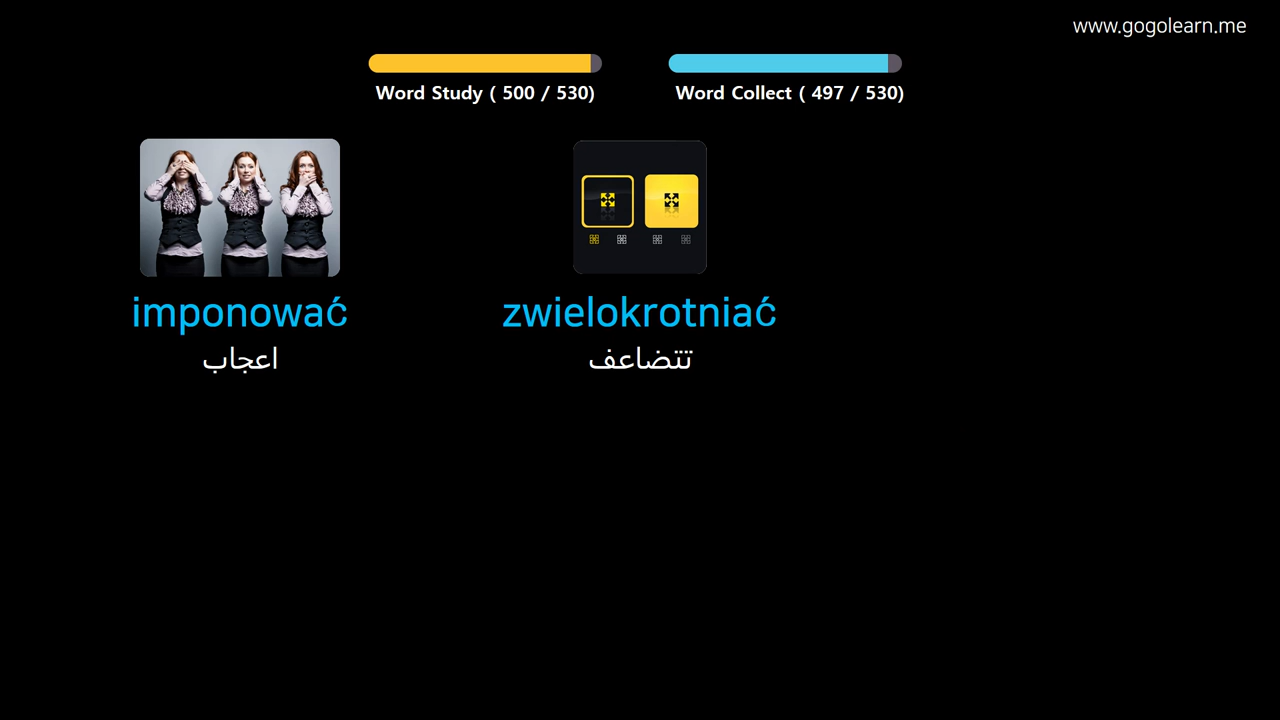 www.gogolearn.me
Word Study ( 500 / 530)
Word Collect ( 497 / 530)
imponować
zwielokrotniać
اعجاب
تتضاعف